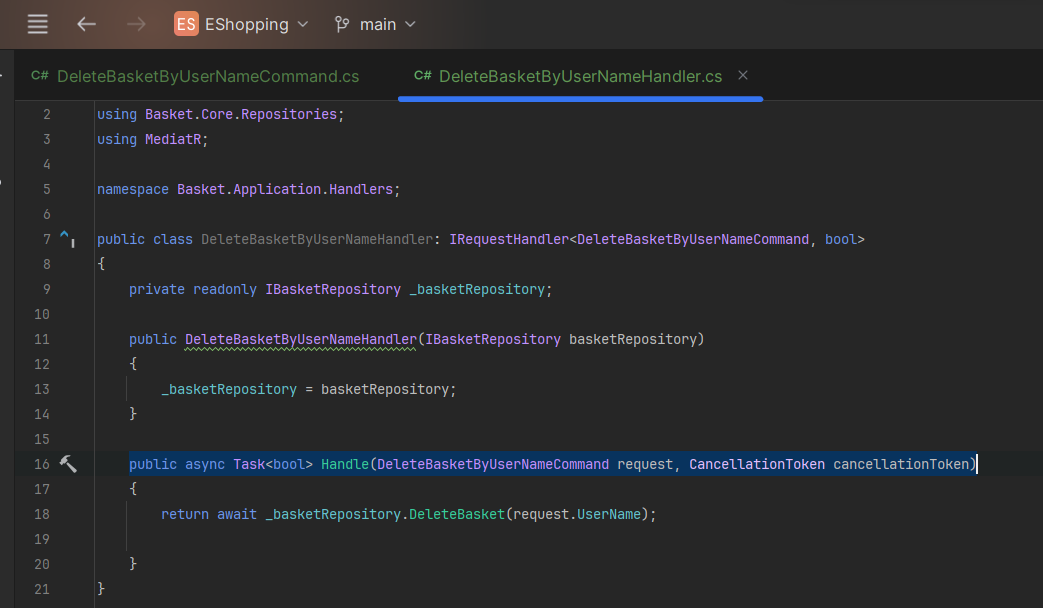 ES EShopping main
C# DeleteBasketByUserNameCommand.cs C# DeleteBasketByUserNameHandler.cs
2 using Basket.Core.Repositories;
3 using MediatR;
4
5 namespace Basket.Application.Handlers;
6
7 public class DeleteBasketByUserNameHandler: IRequestHandler<DeleteBasketByUserNameCommand, bool>
8 {
9 private readonly IBasketRepository _basketRepository;
10
11 public DeleteBasketByUserNameHandler(IBasketRepository basketRepository)
12 {
13 _basketRepository = basketRepository;
14 }
15
16 public async Task<bool> Handle(DeleteBasketByUserNameCommand request, CancellationToken cancellationToken)
17 {
18 return await _basketRepository.DeleteBasket(request.UserName);
19
20 }
21 }